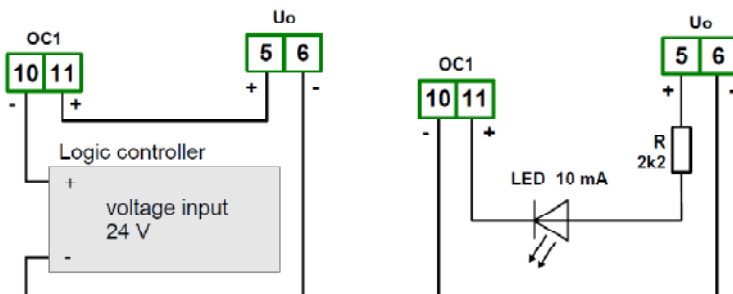 Uo
OC1
5 6
10 11
+ -
- +
Logic controller
+
voltage input
24 V
-
Uo
5 6
OC1
+ -
10 11
- +
R
2k2
LED 10 mA